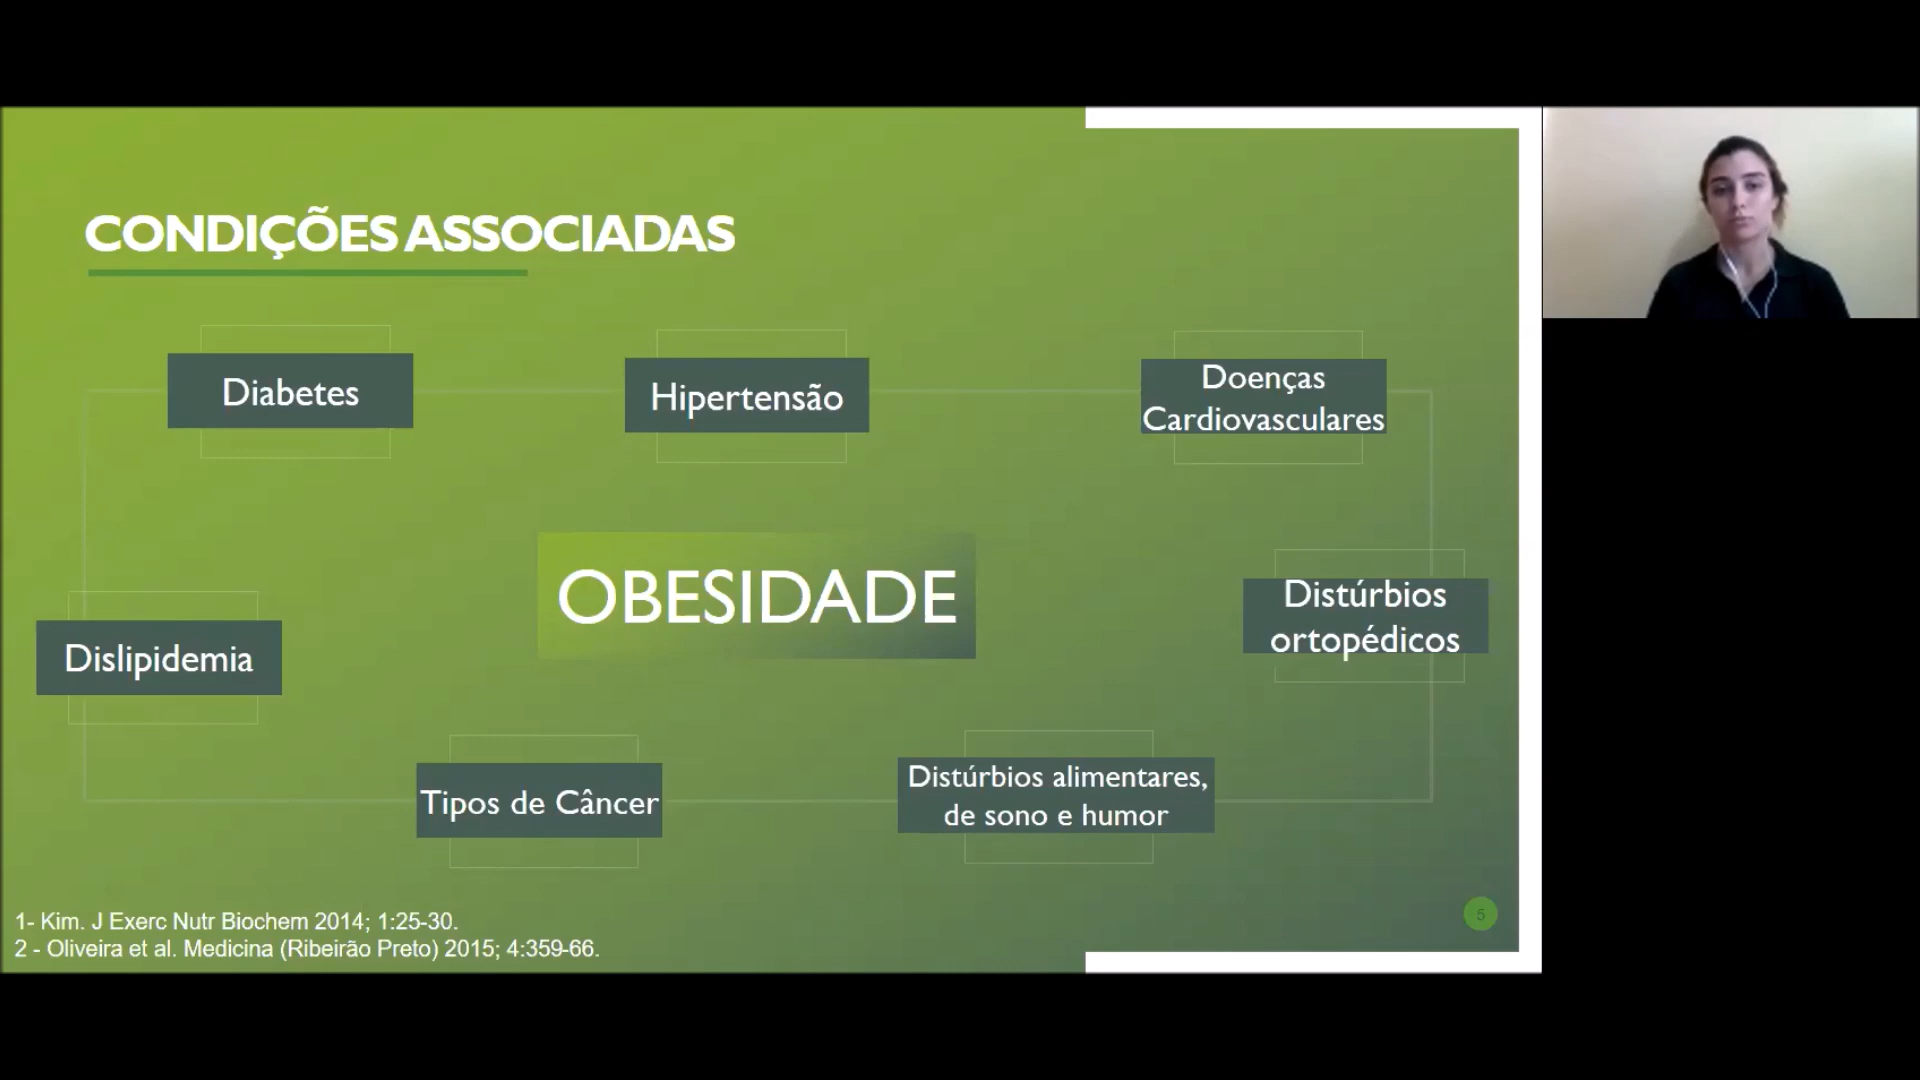 CONDIÇÕES ASSOCIADAS
Diabetes
Hipertensão
Doenças
Cardiovasculares
OBESIDADE
Distúrbios
ortopédicos
Dislipidemia
Tipos de Câncer
Distúrbios alimentares,
de sono e humor
1- Kim. J Exerc Nutr Biochem 2014; 1:25-30.
2 - Oliveira et al. Medicina (Ribeirão Preto) 2015; 4:359-66.
5